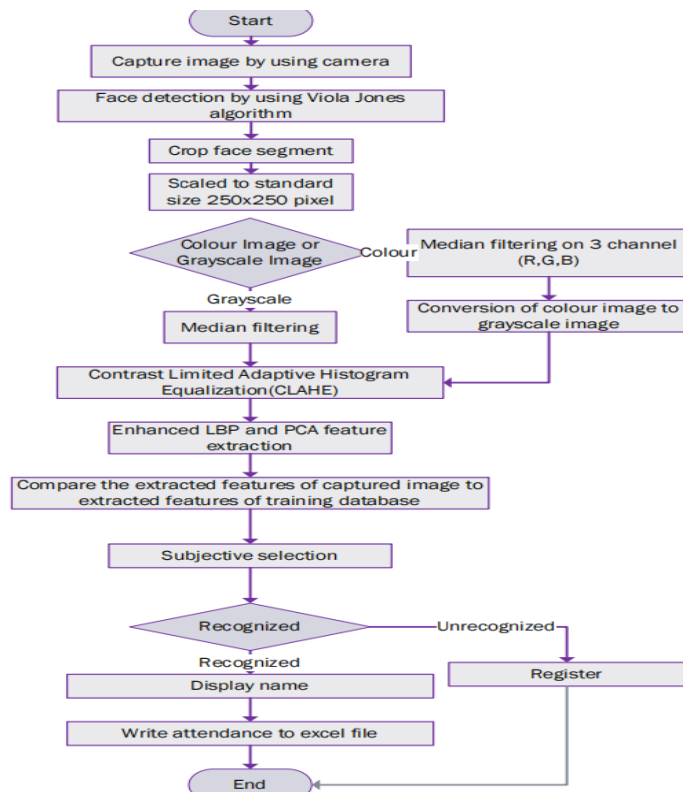 Start
Capture image by using camera
Face detection by using Viola Jones
algorithm
Crop face segment
Scaled to standard
size 250x250 pixel
Colour Image or
Grayscale Image
Colour
Median filtering on 3 channel
(R,G,B)
Grayscale
Conversion of colour image to
grayscale image
Median filtering
Contrast Limited Adaptive Histogram
Equalization(CLAHE)
Enhanced LBP and PCA feature
extraction
Compare the extracted features of captured image to
extracted features of training database
Subjective selection
Recognized
Unrecognized
Recognized
Register
Display name
Write attendance to excel file
End